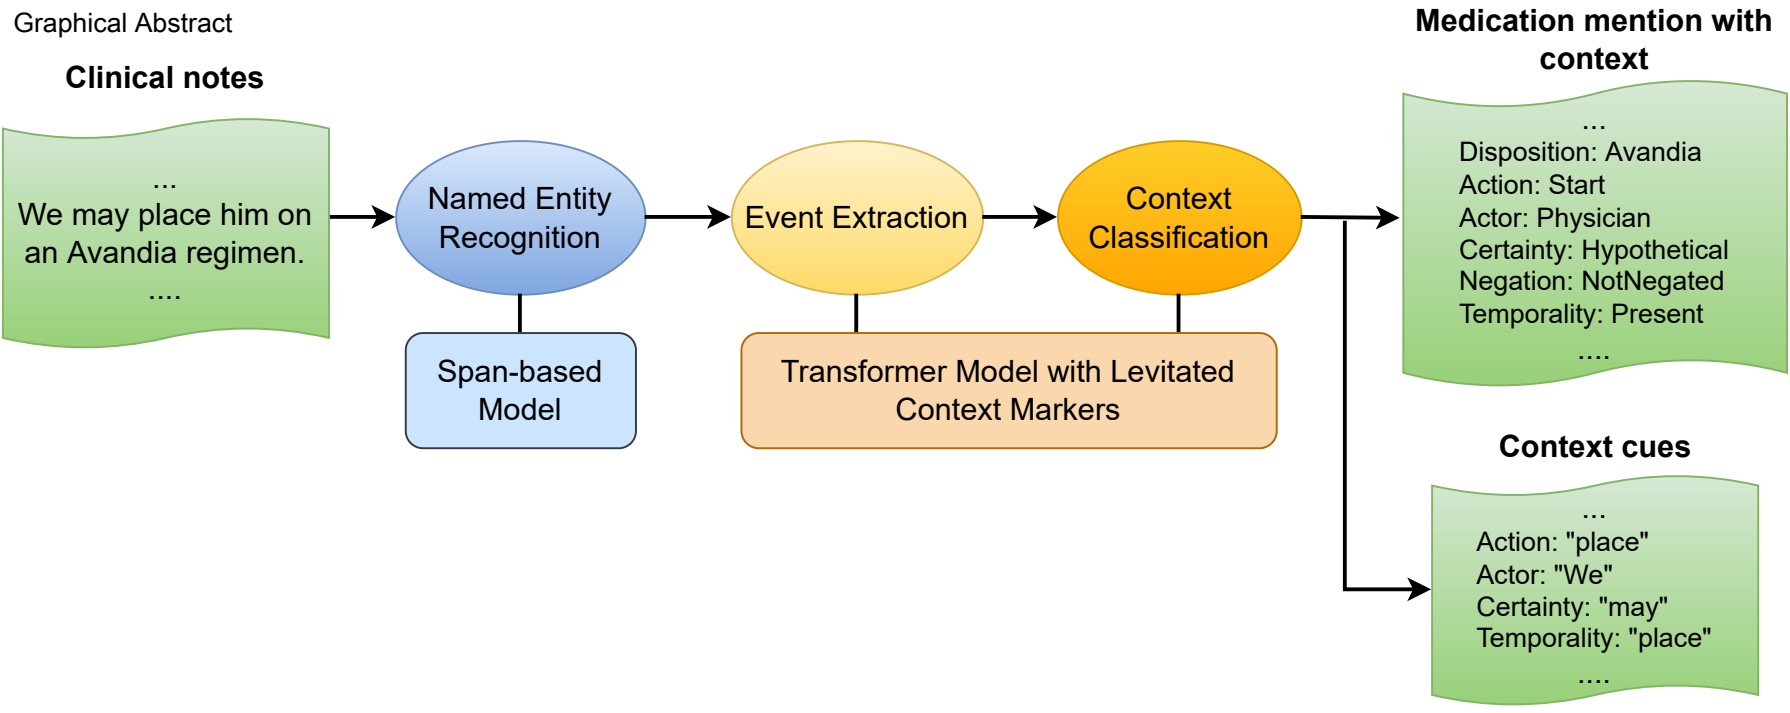 Graphical Abstract
Clinical notes
...
We may place him on
an Avandia regimen.
....
Named Entity
Recognition
Span-based
Model
Event Extraction
Context
Classification
Transformer Model with Levitated
Context Markers
Medication mention with
context
...
Disposition: Avandia
Action: Start
Actor: Physician
Certainty: Hypothetical
Negation: NotNegated
Temporality: Present
....
Context cues
...
Action: "place"
Actor: "We"
Certainty: "may"
Temporality: "place"
....